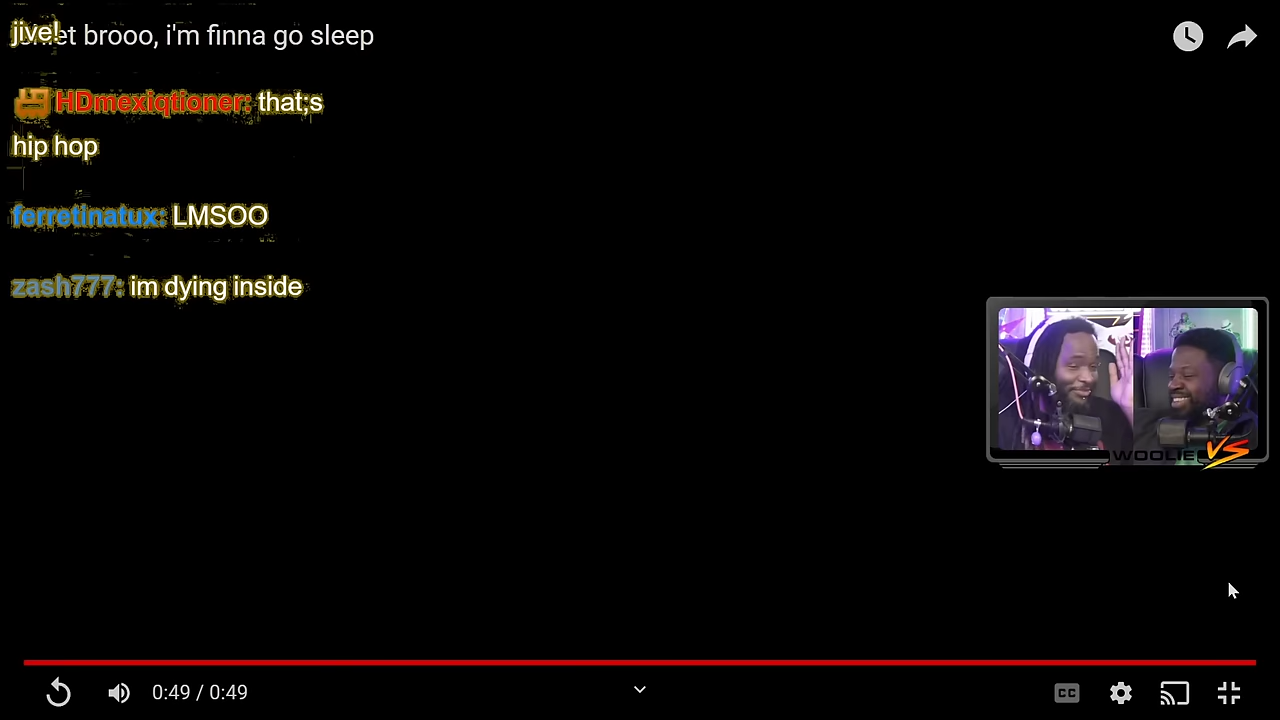 jive!
et brooo, i'm finna go sleep
HDmexiqtioner: that;s
hip hop
ferretinatux: LMSOO
zash777: im dying inside
WOOLIE VS
0:49 / 0:49
CC